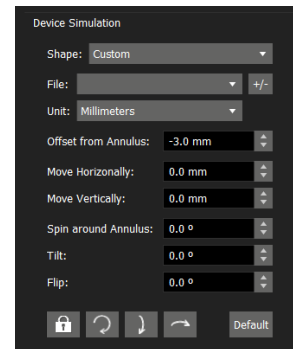 Device Simulation
Shape: Custom
File: +/-
Unit: Millimeters
Offset from Annulus: -3.0 mm
Move Horizonally: 0.0 mm
Move Vertically: 0.0 mm
Spin around Annulus: 0.0 º
Tilt: 0.0 º
Flip: 0.0 º
Default